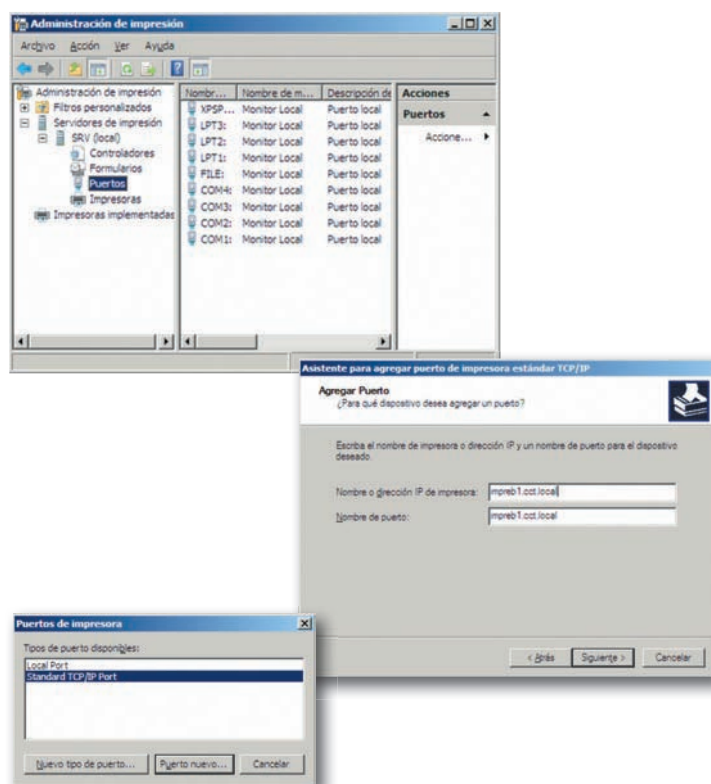 Administración de impresión
Archivo Acción Ver Ayuda
Administración de impresión
Filtros personalizados
Servidores de impresión
SRV (local)
Controladores
Formularios
Puertos
Impresoras
Impresoras implementadas
Nombr... Nombre de m... Descripción de
XPSP... Monitor Local Puerto local
LPT3: Monitor Local Puerto local
LPT2: Monitor Local Puerto local
LPT1: Monitor Local Puerto local
FILE: Monitor Local Puerto local
COM4: Monitor Local Puerto local
COM3: Monitor Local Puerto local
COM2: Monitor Local Puerto local
COM1: Monitor Local Puerto local
Acciones
Puertos
Accione...
Asistente para agregar puerto de impresora estándar TCP/IP
Agregar Puerto
¿Para qué dispositivo desea agregar un puerto?
Escriba el nombre de impresora o dirección IP y un nombre de puerto para el dispositivo
deseado.
Nombre o dirección IP de impresora: impreb1.cct.local
Nombre de puerto: impreb1.cct.local
< Atrás Siguiente > Cancelar
Puertos de impresora
Tipos de puerto disponibles:
Local Port
Standard TCP/IP Port
Nuevo tipo de puerto... Puerto nuevo... Cancelar